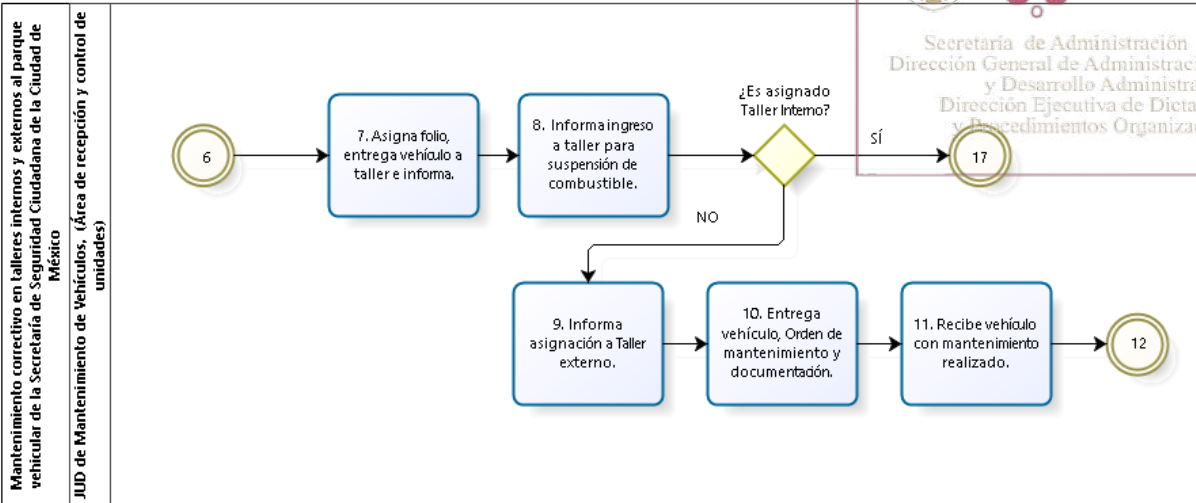 Mantenimiento correctivo en talleres internos y externos al parque
vehicular de la Secretaría de Seguridad Ciudadana de la Ciudad de
México
JUD de Mantenimiento de Vehículos, (Área de recepción y control de
unidades)
Secretaría de Administración
Dirección General de Administraci
y Desarrollo Administra
Dirección Ejecutiva de Dicta
y Procedimientos Organiza
6
7. Asigna folio,
entrega vehículo a
taller e informa.
8. Informa ingreso
a taller para
suspensión de
combustible.
¿Es asignado
Taller Interno?
SÍ
17
NO
9. Informa
asignación a Taller
externo.
10. Entrega
vehículo, Orden de
mantenimiento y
documentación.
11. Recibe vehículo
con mantenimiento
realizado.
12